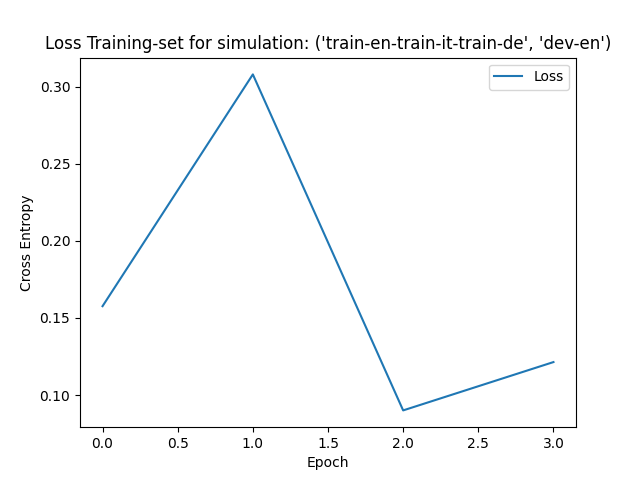 Loss Training-set for simulation: ('train-en-train-it-train-de', 'dev-en')
Loss
0.30
0.25
0.20
0.15
0.10
Cross Entropy
0.0 0.5 1.0 1.5 2.0 2.5 3.0
Epoch